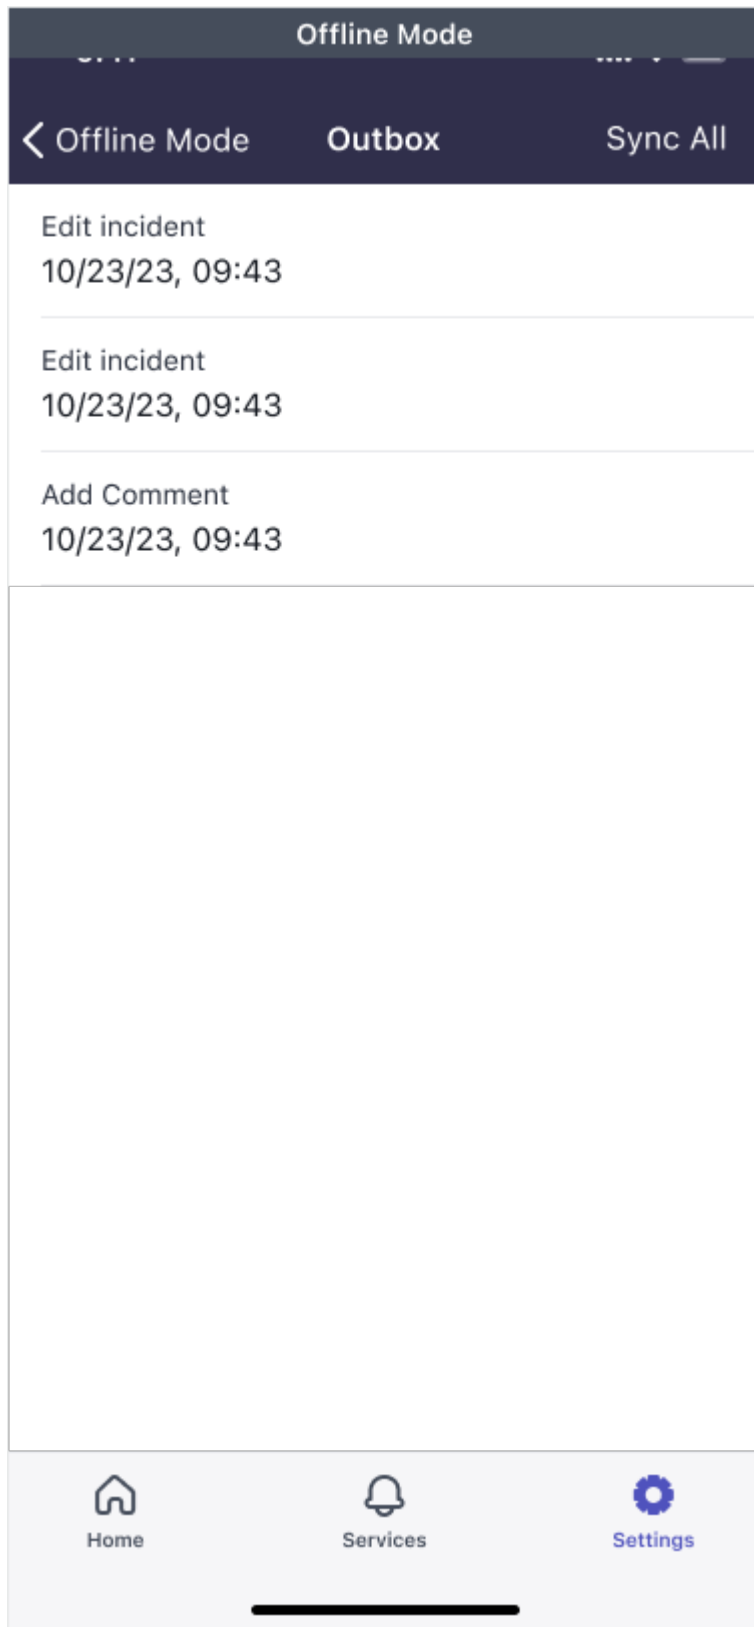 Offline Mode
Offline Mode Outbox Sync All
Edit incident
10/23/23, 09:43
Edit incident
10/23/23, 09:43
Add Comment
10/23/23, 09:43
Home Services Settings